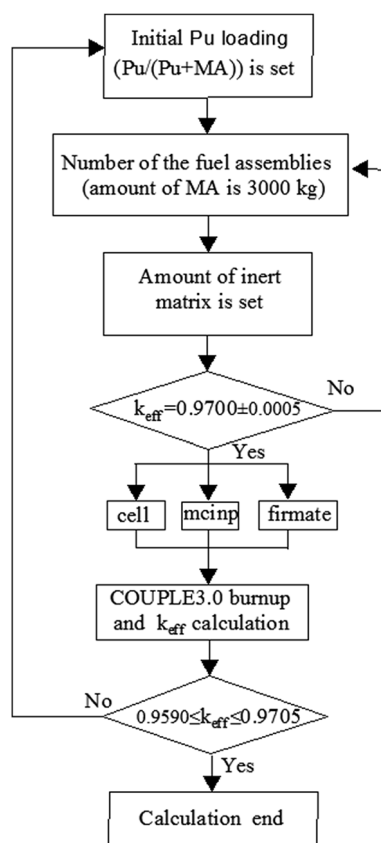 Initial Pu loading
(Pu/(Pu+MA)) is set
Number of the fuel assemblies
(amount of MA is 3000 kg)
Amount of inert
matrix is set
No
keff=0.9700±0.0005
Yes
cell
mcinp
firmate
COUPLE3.0 burnup
and keff calculation
No
0.9590≤keff≤0.9705
Yes
Calculation end